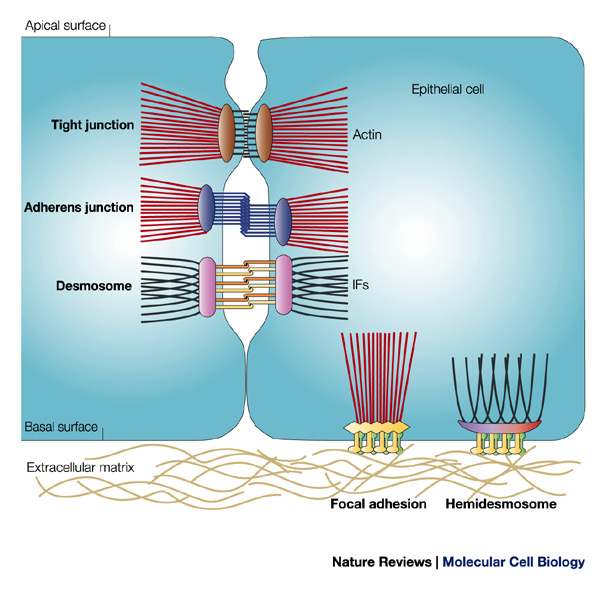 Apical surface
Epithelial cell
Tight junction
Actin
Adherens junction
Desmosome
IFs
Basal surface
Extracellular matrix
Focal adhesion
Hemidesmosome
Nature Reviews | Molecular Cell Biology